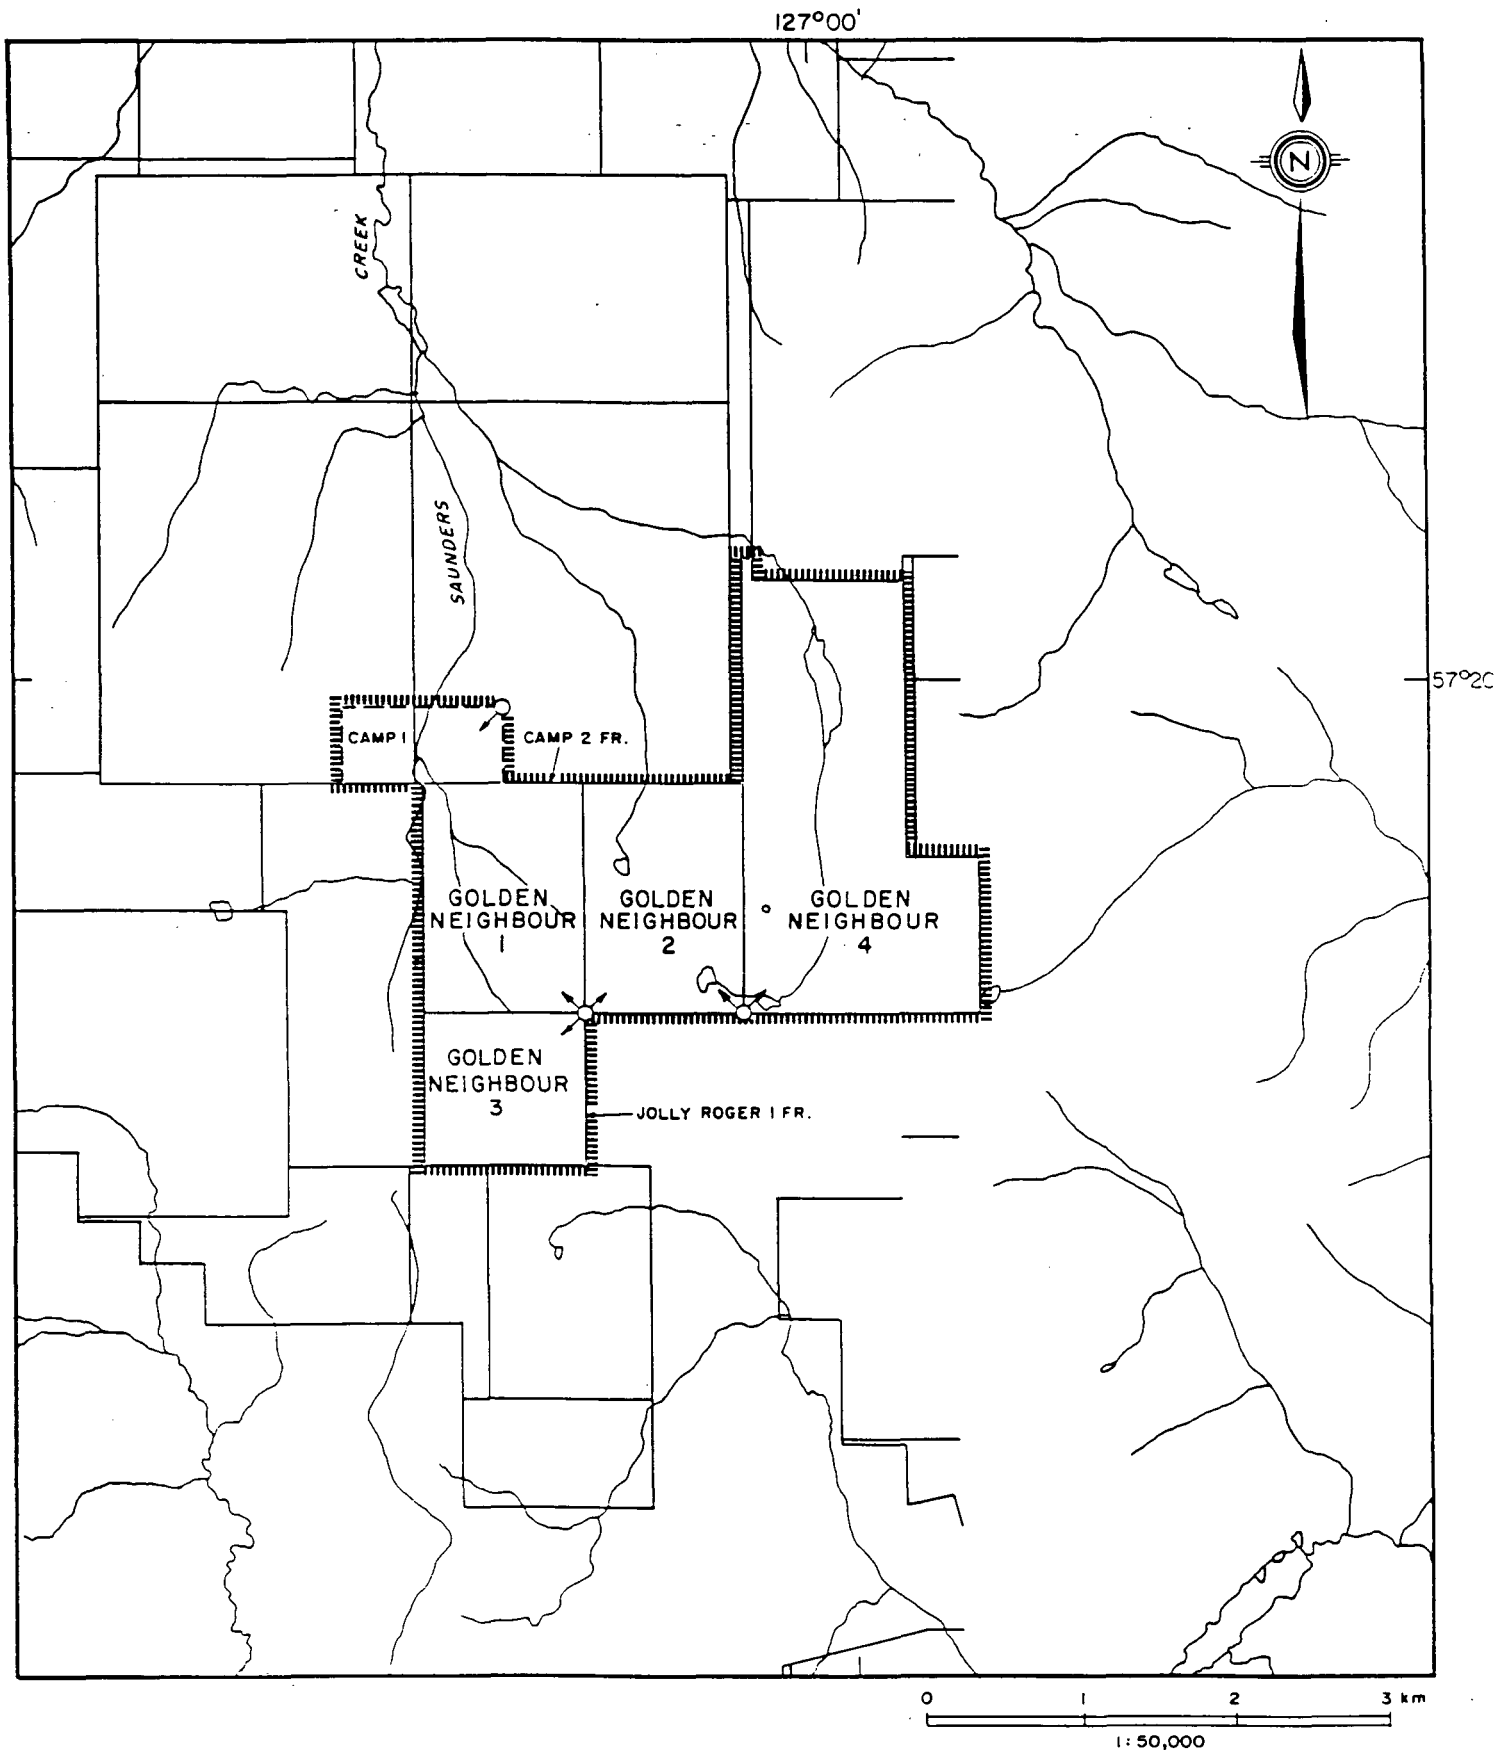 127°00'
N
CREEK
SAUNDERS
57°20
CAMP 1
CAMP 2 FR.
GOLDEN
NEIGHBOUR
1
GOLDEN
NEIGHBOUR
2
GOLDEN
NEIGHBOUR
4
GOLDEN
NEIGHBOUR
3
JOLLY ROGER 1 FR.
0 1 2 3 km
1:50,000